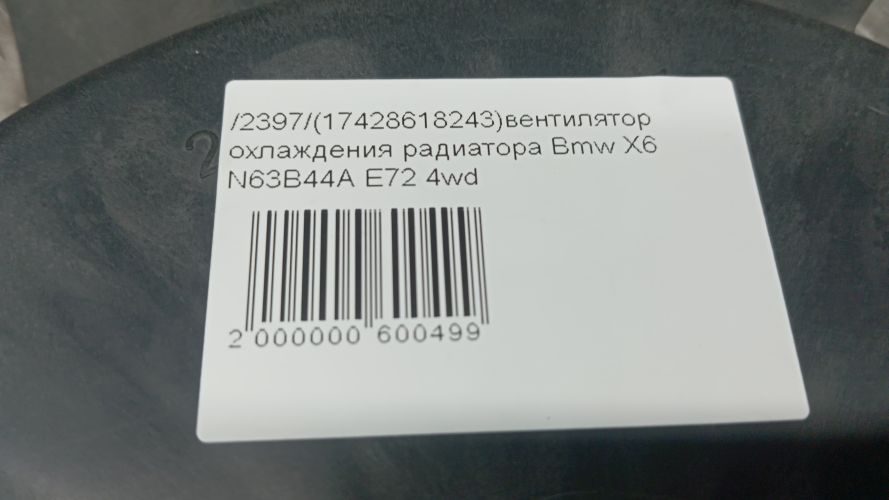 /2397/(17428618243)вентилятор
охлаждения радиатора Bmw X6
N63B44A E72 4wd
2 000000 600499